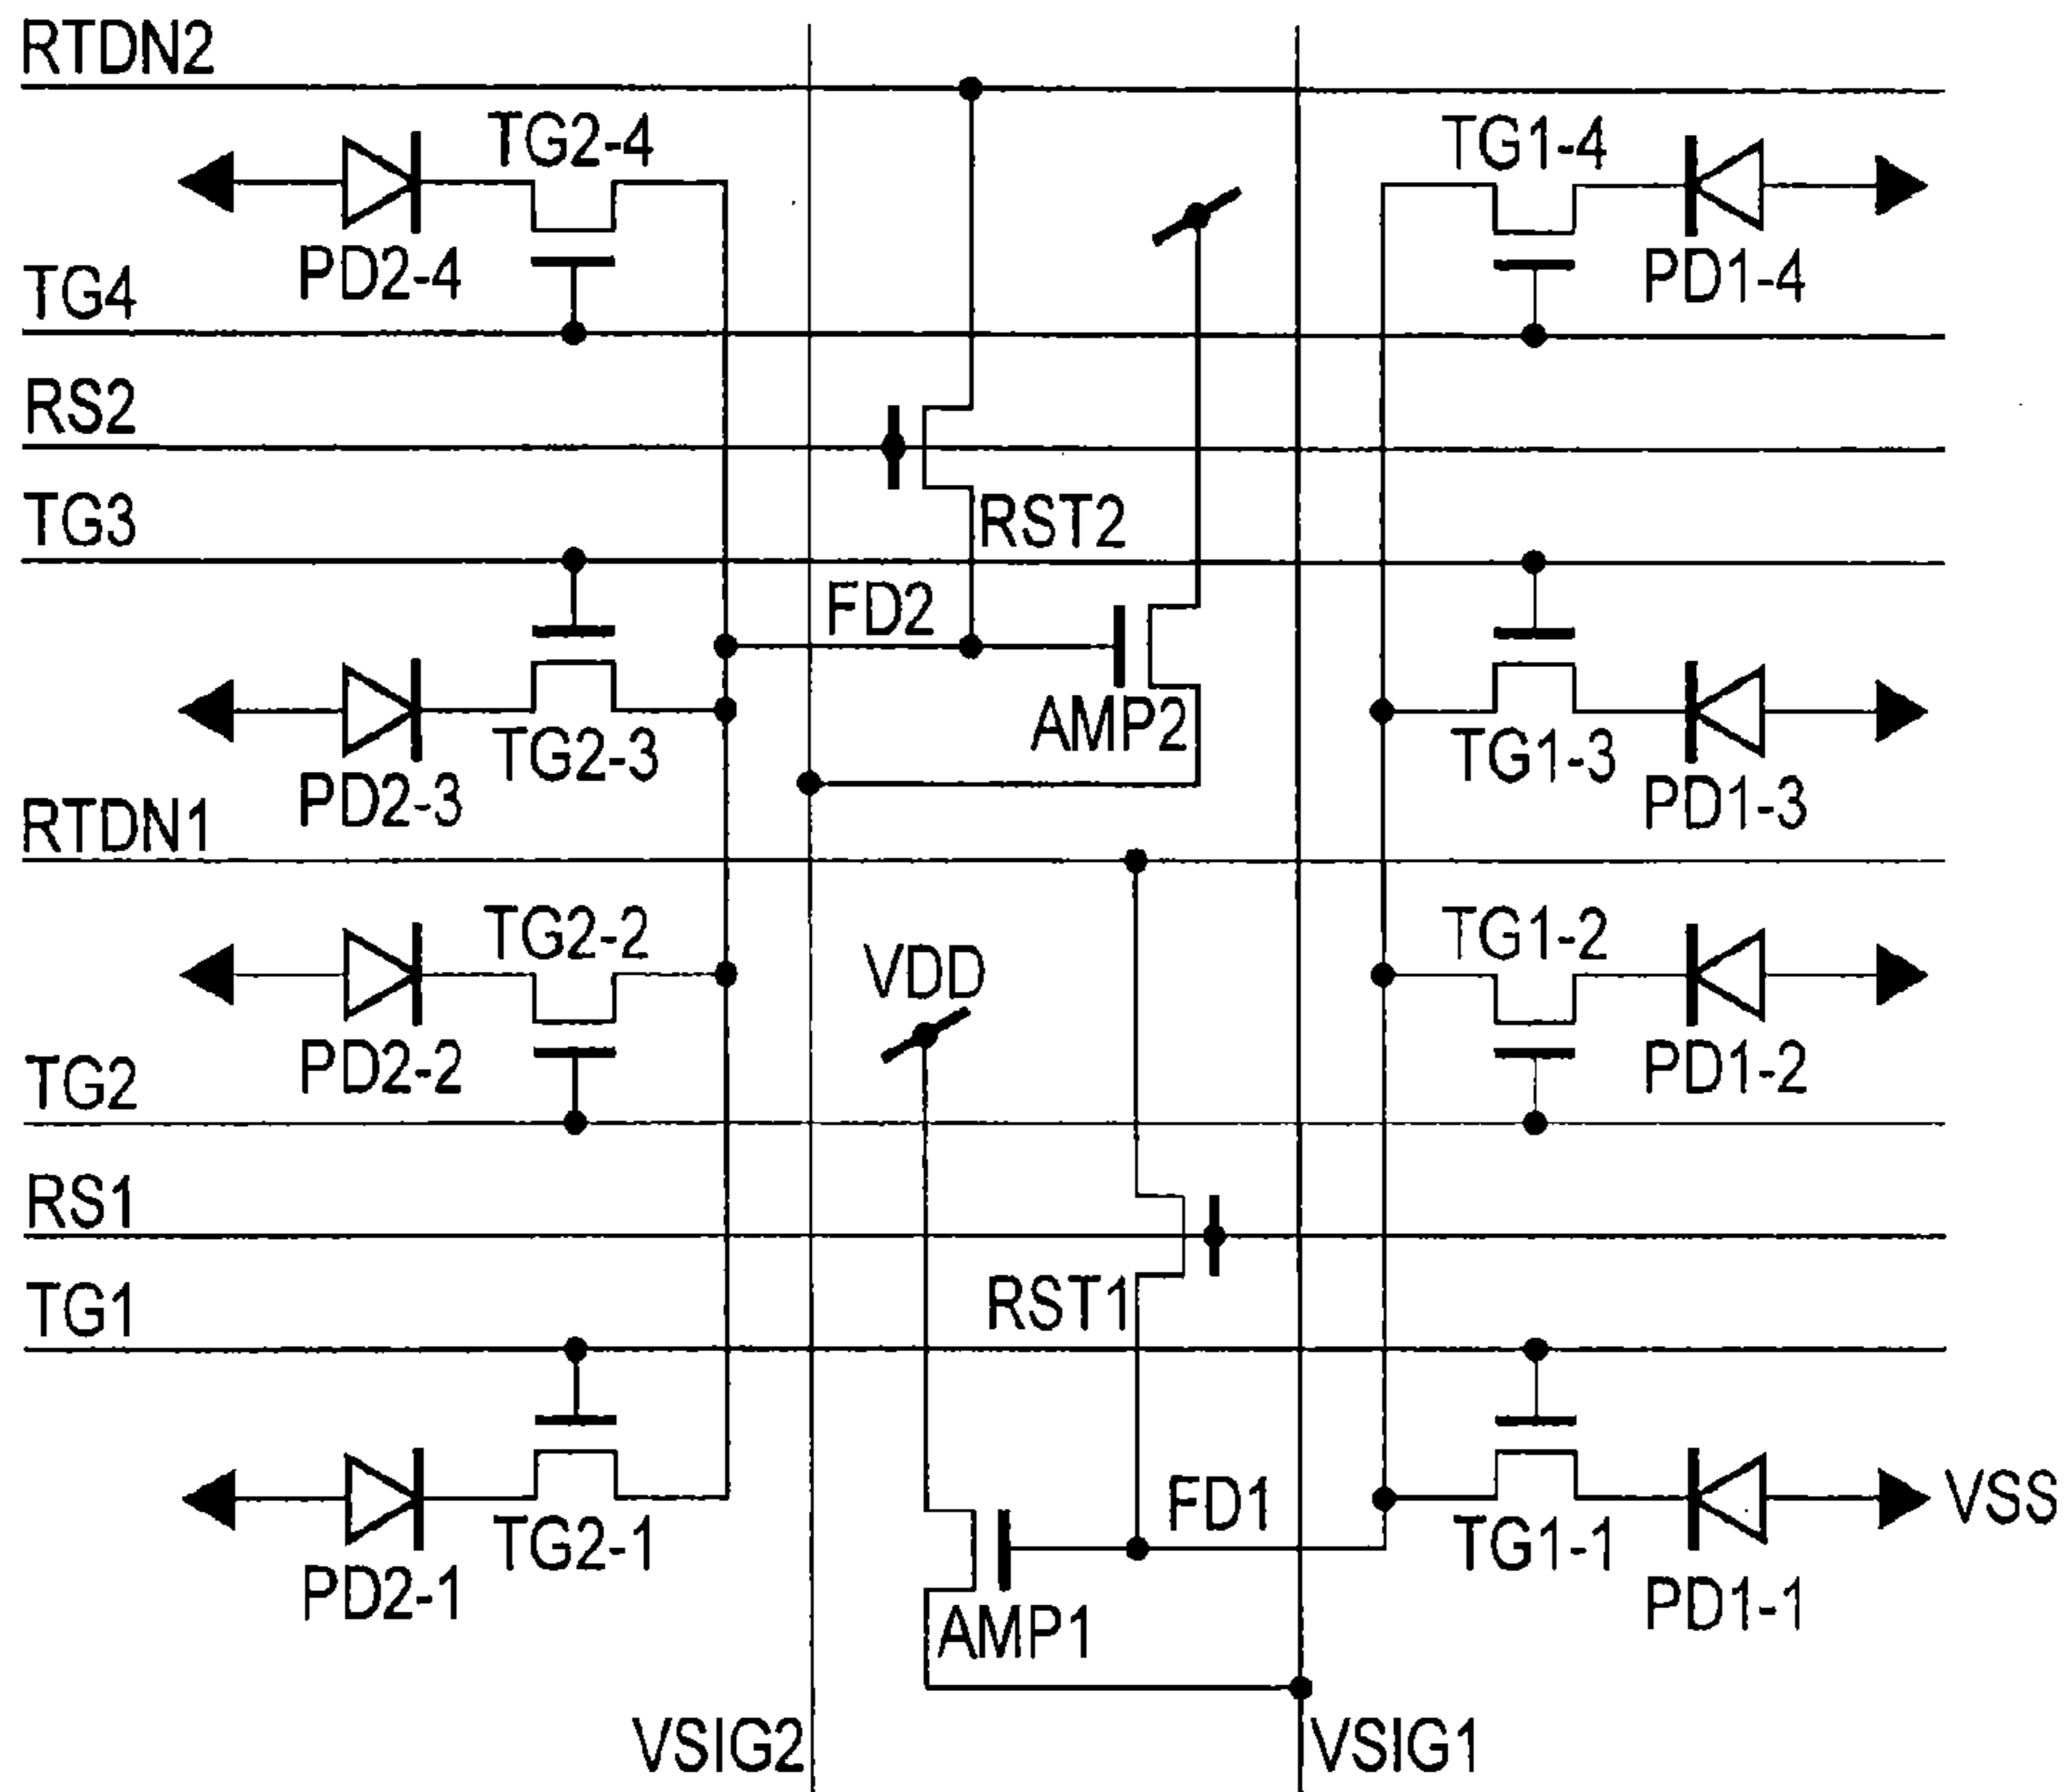 RTDN2
TG2-4
TG1-4
PD2-4
PD1-4
TG4
RS2
TG3
RST2
FD2
AMP2
TG2-3
TG1-3
PD2-3
PD1-3
RTDN1
TG2-2
TG1-2
VDD
PD2-2
PD1-2
TG2
RS1
TG1
RST1
FD1
VSS
TG2-1
TG1-1
PD2-1
PD1-1
AMP1
VSIG2
VSIG1